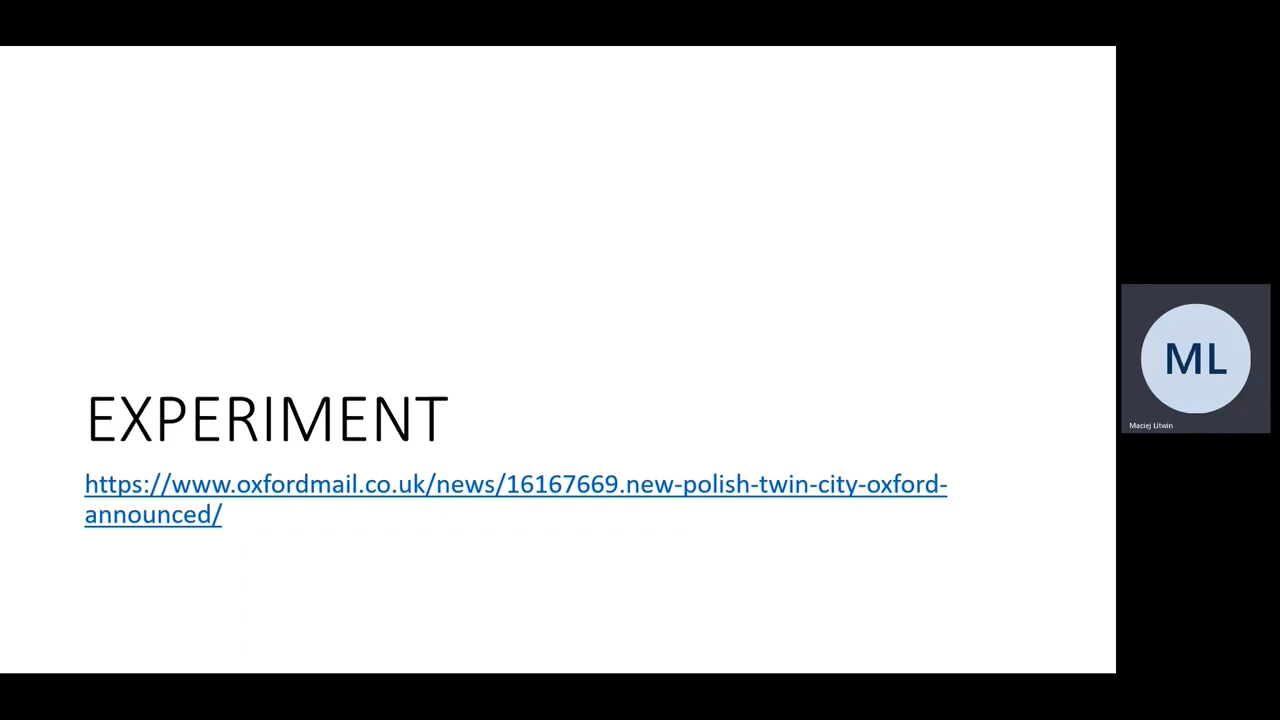 EXPERIMENT
https://www.oxfordmail.co.uk/news/16167669.new-polish-twin-city-oxford-
announced/
ML
Maciej Litwin